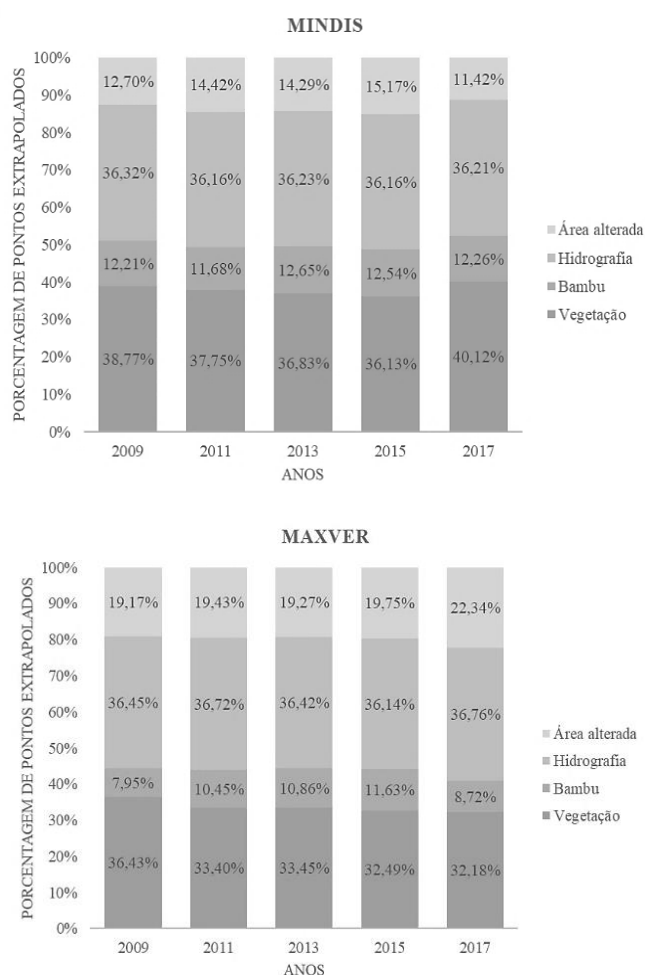 MINDIS
PORCENTAGEM DE PONTOS EXTRAPOLADOS
100%
90%
80%
70%
60%
50%
40%
30%
20%
10%
0%
12,70% 14,42% 14,29% 15,17% 11,42%
36,32% 36,16% 36,23% 36,16% 36,21%
12,21% 11,68% 12,65% 12,54% 12,26%
38,77% 37,75% 36,83% 36,13% 40,12%
2009 2011 2013 2015 2017
ANOS
Área alterada
Hidrografia
Bambu
Vegetação
MAXVER
PORCENTAGEM DE PONTOS EXTRAPOLADOS
100%
90%
80%
70%
60%
50%
40%
30%
20%
10%
0%
19,17% 19,43% 19,27% 19,75% 22,34%
36,45% 36,72% 36,42% 36,14% 36,76%
7,95% 10,45% 10,86% 11,63% 8,72%
36,43% 33,40% 33,45% 32,49% 32,18%
2009 2011 2013 2015 2017
ANOS
Área alterada
Hidrografia
Bambu
Vegetação